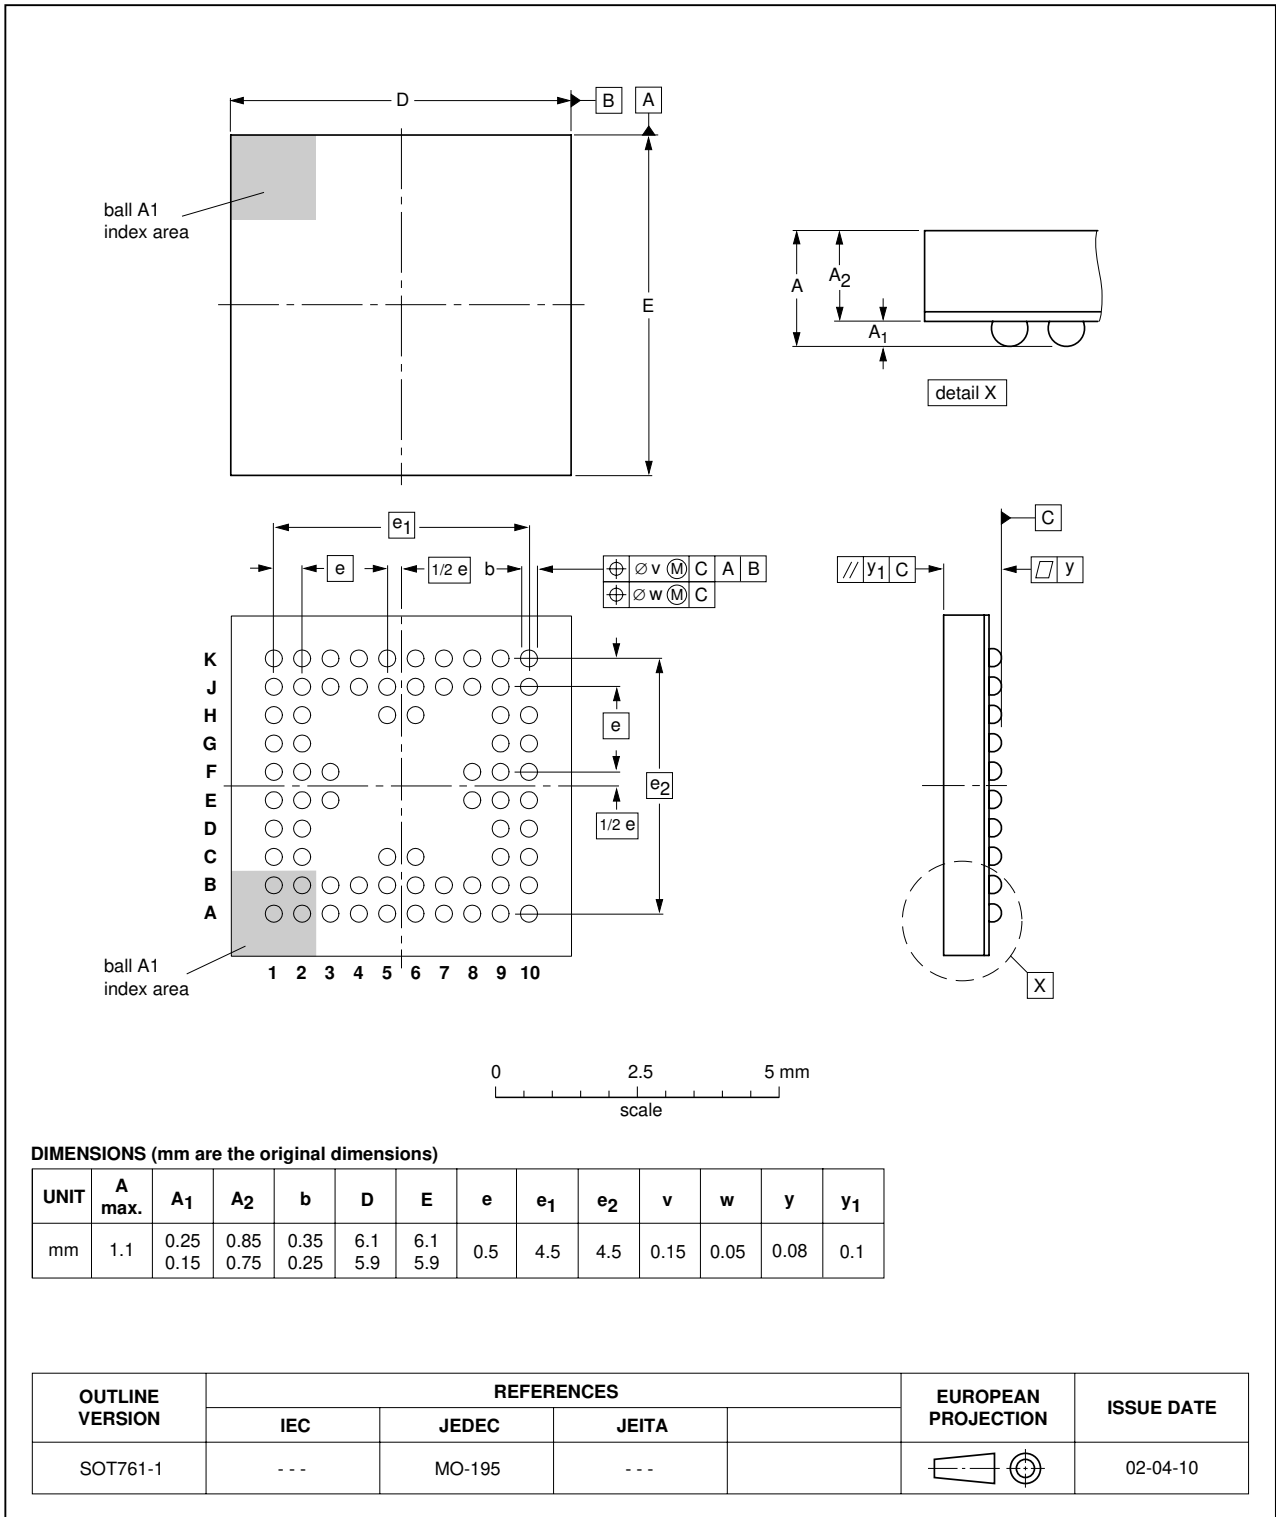 D
B
A
ball A1
index area
E
A
A2
A1
detail X
e1
e
1/2 e
b
⌖ ⌀ v Ⓜ C A B
⌖ ⌀ w Ⓜ C
C
// y1 C
⏥ y
K
J
H
G
F
E
D
C
B
A
e
e2
1/2 e
ball A1
index area
1 2 3 4 5 6 7 8 9 10
X
0 2.5 5 mm
scale
DIMENSIONS (mm are the original dimensions)
UNIT A max. A1 A2 b D E e e1 e2 v w y y1
mm 1.1 0.25 0.15 0.85 0.75 0.35 0.25 6.1 5.9 6.1 5.9 0.5 4.5 4.5 0.15 0.05 0.08 0.1
OUTLINE VERSION REFERENCES EUROPEAN PROJECTION ISSUE DATE
IEC JEDEC JEITA
SOT761-1 - - - MO-195 - - - 02-04-10